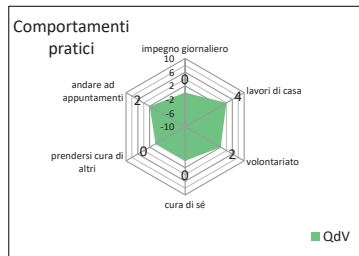 Comportamenti
pratici
impegno giornaliero
10
6
2
-2
-6
-10
0
lavori di casa
4
volontariato
2
cura di sé
0
prendersi cura di
altri
0
andare ad
appuntamenti
2
QdV